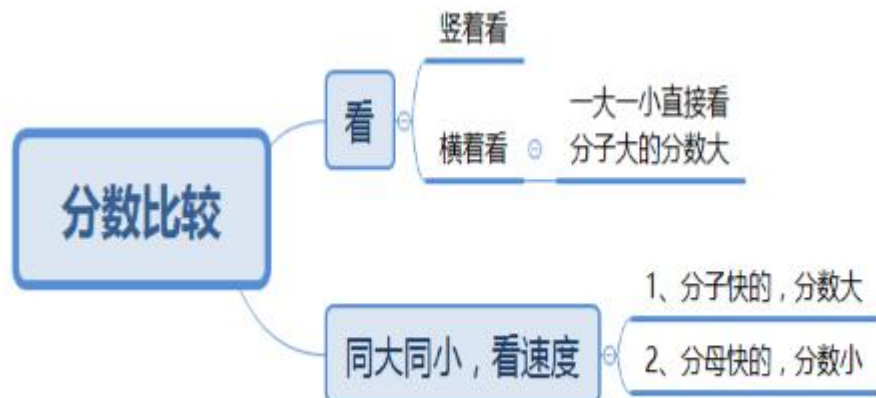 分数比较
看
竖着看
横着看
一大一小直接看
分子大的分数大
同大同小，看速度
1、分子快的，分数大
2、分母快的，分数小